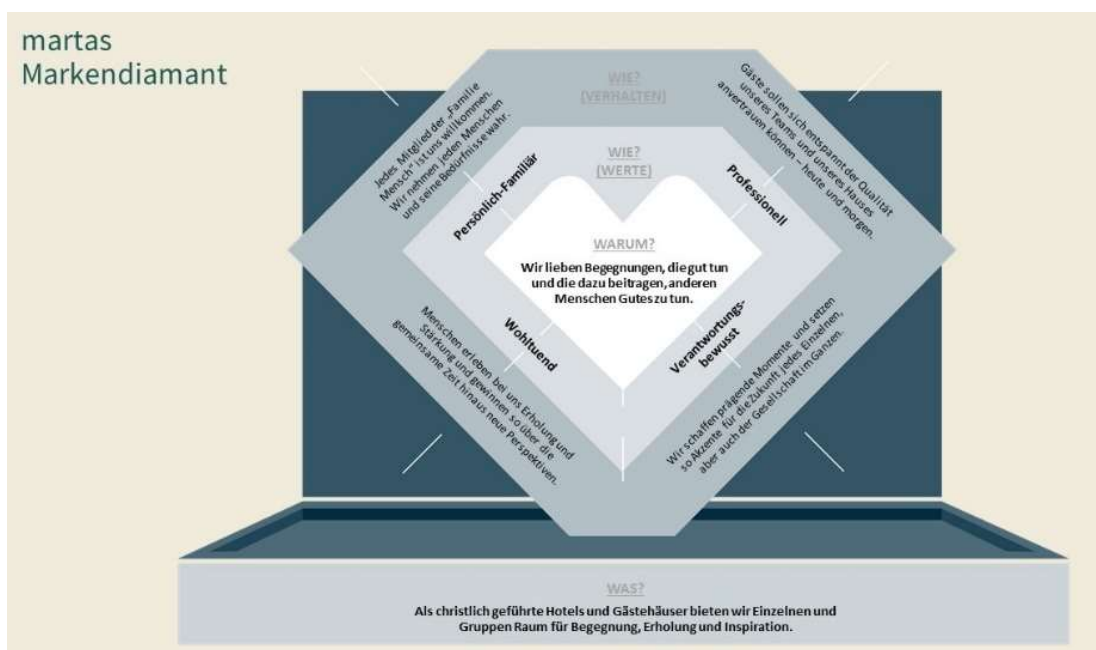 martas
Markendiamant
WIE?
(VERHALTEN)
Jedes Mitglied der „Familie
Mensch“ ist uns willkommen.
Wir nehmen jeden Menschen
und seine Bedürfnisse wahr.
Gäste sollen sich entspannt der Qualität
unseres Teams und unseres Hauses
anvertrauen können – heute und morgen.
WIE?
(WERTE)
Persönlich-Familiär
Professionell
WARUM?
Wir lieben Begegnungen, die gut tun
und die dazu beitragen, anderen
Menschen Gutes zu tun.
Wohltuend
Verantwortungs-
bewusst
Menschen erleben bei uns Erholung und
Stärkung und gewinnen so über die
gemeinsame Zeit hinaus neue Perspektiven.
Wir schaffen prägende Momente und setzen
so Akzente für die Zukunft jedes Einzelnen,
aber auch der Gesellschaft im Ganzen.
WAS?
Als christlich geführte Hotels und Gästehäuser bieten wir Einzelnen und
Gruppen Raum für Begegnung, Erholung und Inspiration.